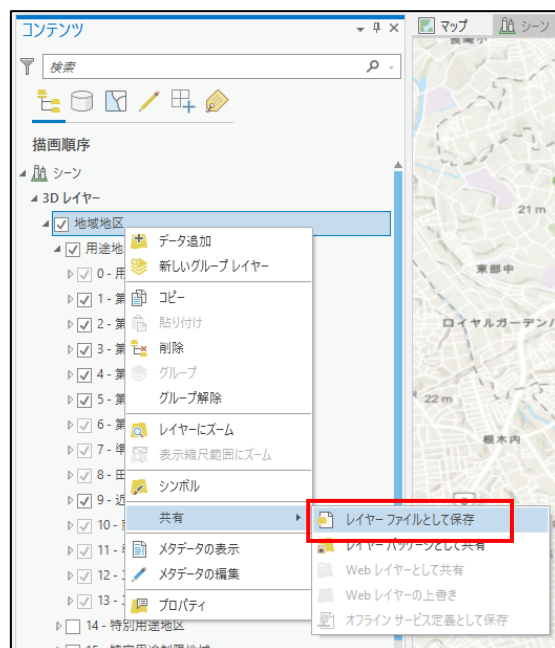 コンテンツ
検索
描画順序
シーン
3D レイヤー
地域地区
用途地
0 - 用
1 - 第
2 - 第
3 - 第
4 - 第
5 - 第
6 - 第
7 - 準
8 - 田
9 - 近
10 -
11 -
12 -
13 -
14 - 特別用途地区
15 - 特定用途制限地域
データ追加
新しいグループ レイヤー
コピー
貼り付け
削除
グループ
グループ解除
レイヤーにズーム
表示縮尺範囲にズーム
シンボル
共有
メタデータの表示
メタデータの編集
プロパティ
レイヤー ファイルとして保存
レイヤー パッケージとして共有
Web レイヤーとして共有
Web レイヤーの上書き
オフライン サービス定義として保存
マップ
シーン
21 m
東部中
ロイヤルガーデン
22 m
根木内